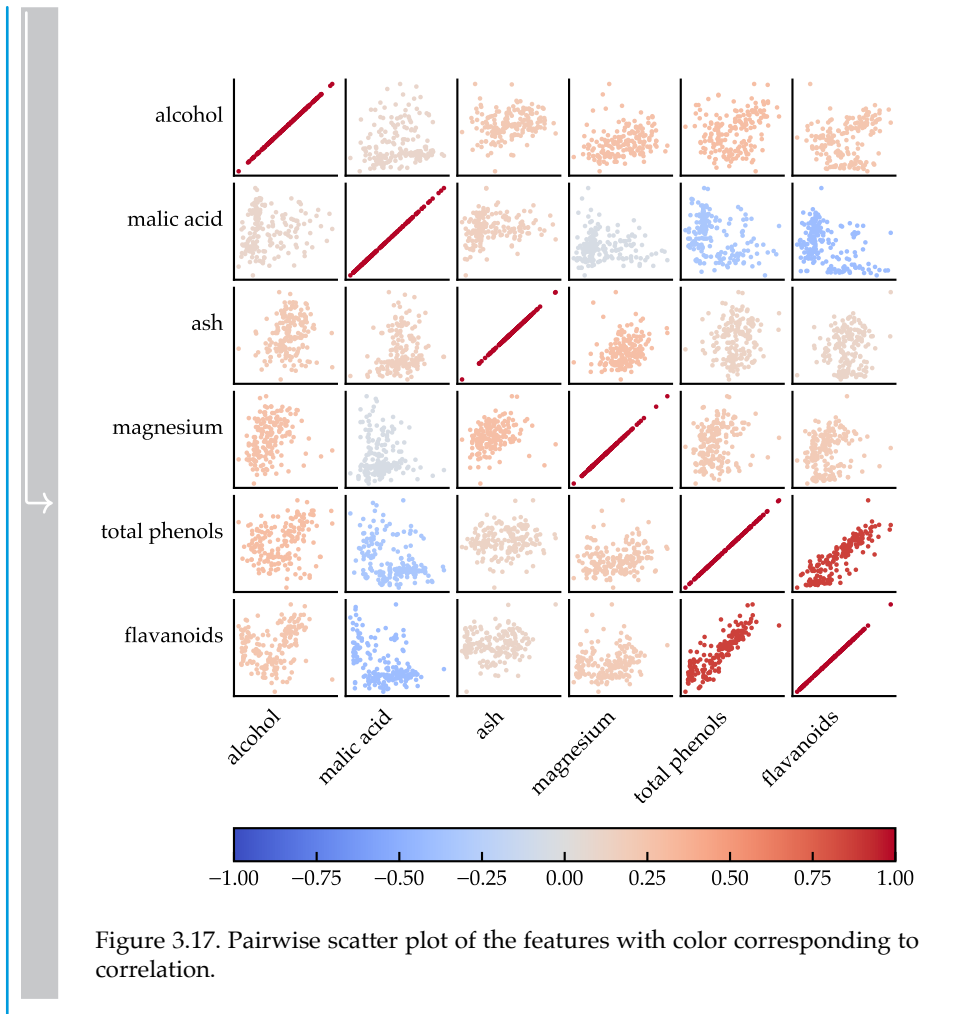 alcohol
malic acid
ash
magnesium
total phenols
flavanoids
alcohol
malic acid
ash
magnesium
total phenols
flavanoids
−1.00 −0.75 −0.50 −0.25 0.00 0.25 0.50 0.75 1.00
Figure 3.17. Pairwise scatter plot of the features with color corresponding to
correlation.